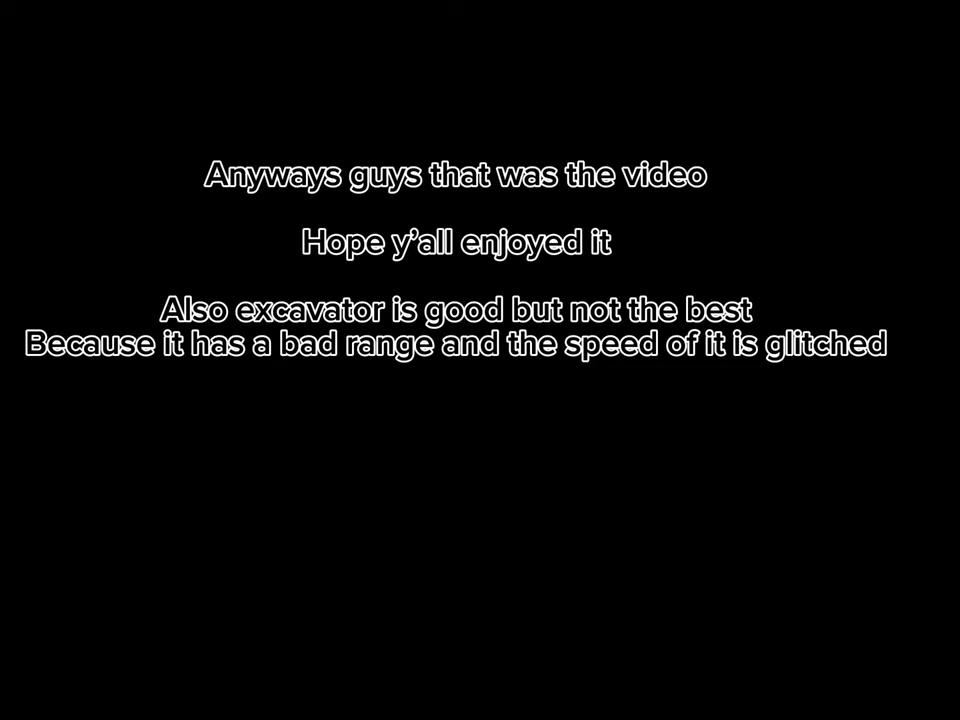 Anyways guys that was the video
Hope y’all enjoyed it
Also excavator is good but not the best
Because it has a bad range and the speed of it is glitched